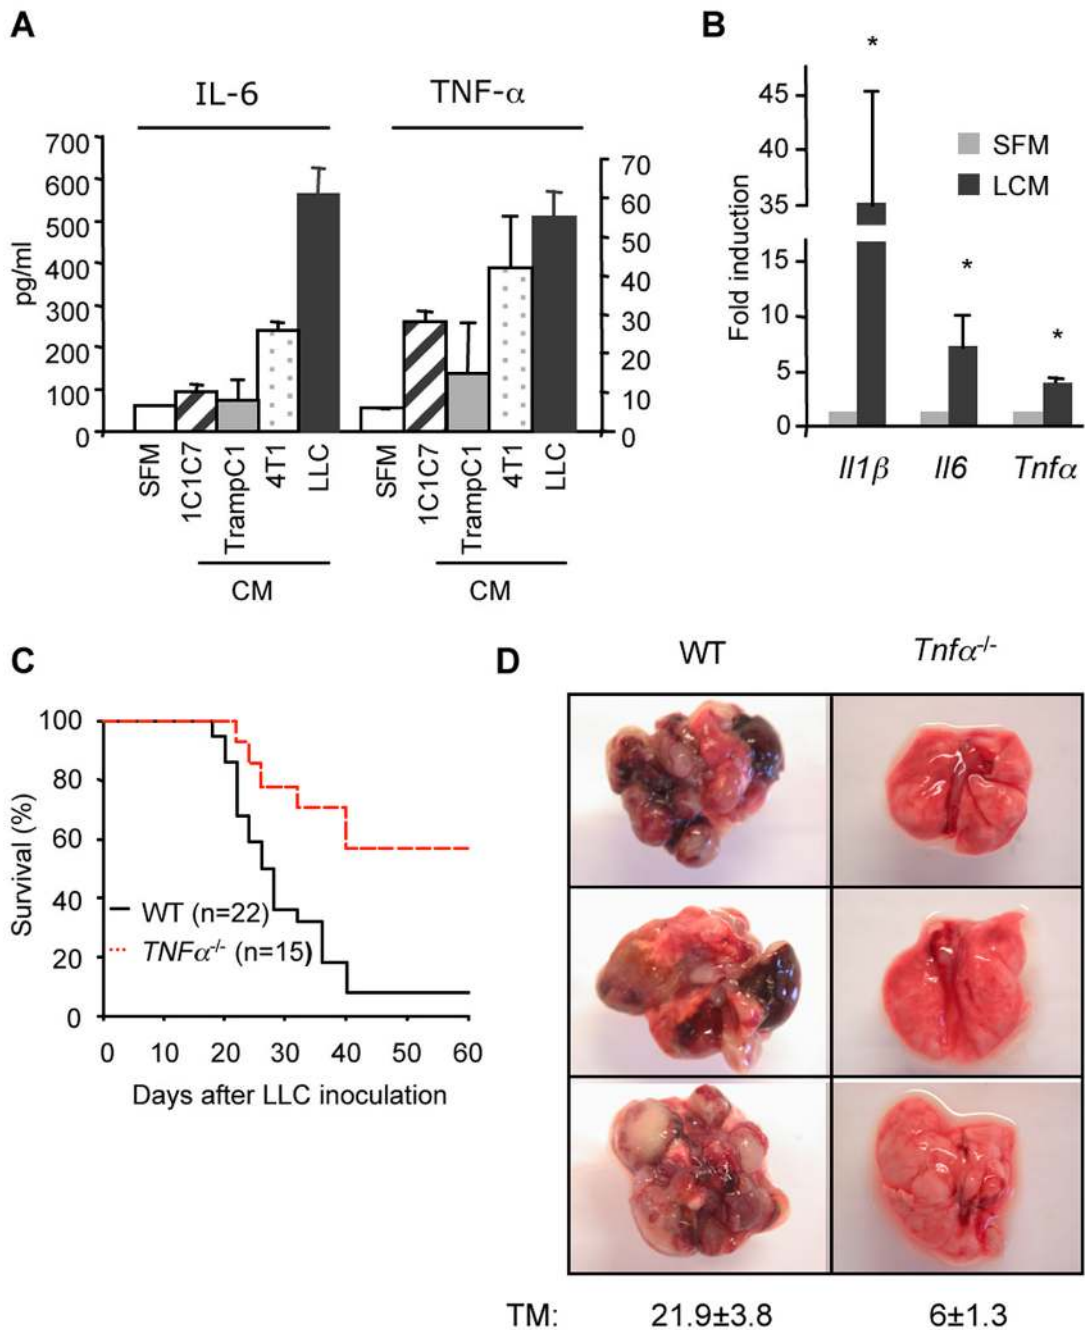 A
IL-6
TNF-α
pg/ml
700
600
500
400
300
200
100
0
70
60
50
40
30
20
10
0
SFM
1C1C7
TrampC1
4T1
LLC
SFM
1C1C7
TrampC1
4T1
LLC
CM
CM
B
Fold induction
45
40
35
15
10
5
0
*
*
*
SFM
LCM
Il1β
Il6
Tnfα
C
Survival (%)
100
80
60
40
20
0
WT (n=22)
TNFα-/- (n=15)
0 10 20 30 40 50 60
Days after LLC inoculation
D
WT
Tnfα-/-
TM: 21.9±3.8 6±1.3